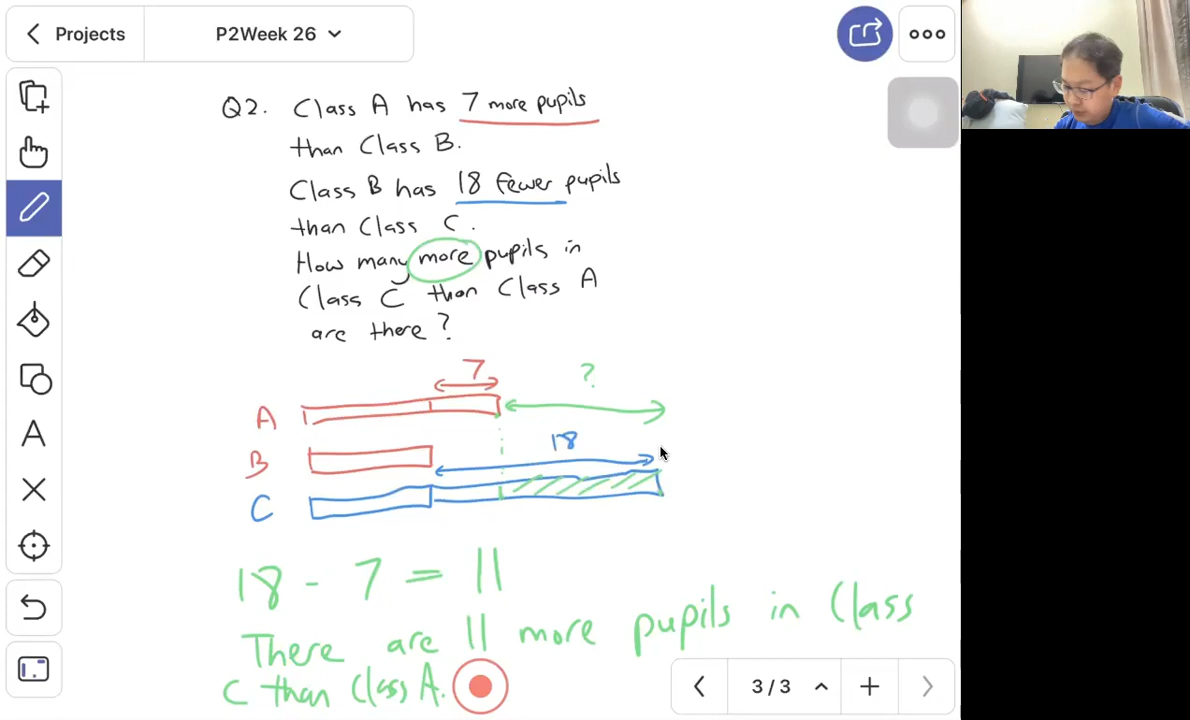 Projects
P2Week 26
Q2. Class A has 7 more pupils
than Class B.
Class B has 18 fewer pupils
than Class C.
How many more pupils in
Class C than Class A
are there?
7
?
A
18
B
C
18 - 7 = 11
There are 11 more pupils in Class
C than Class A.
A
3/3